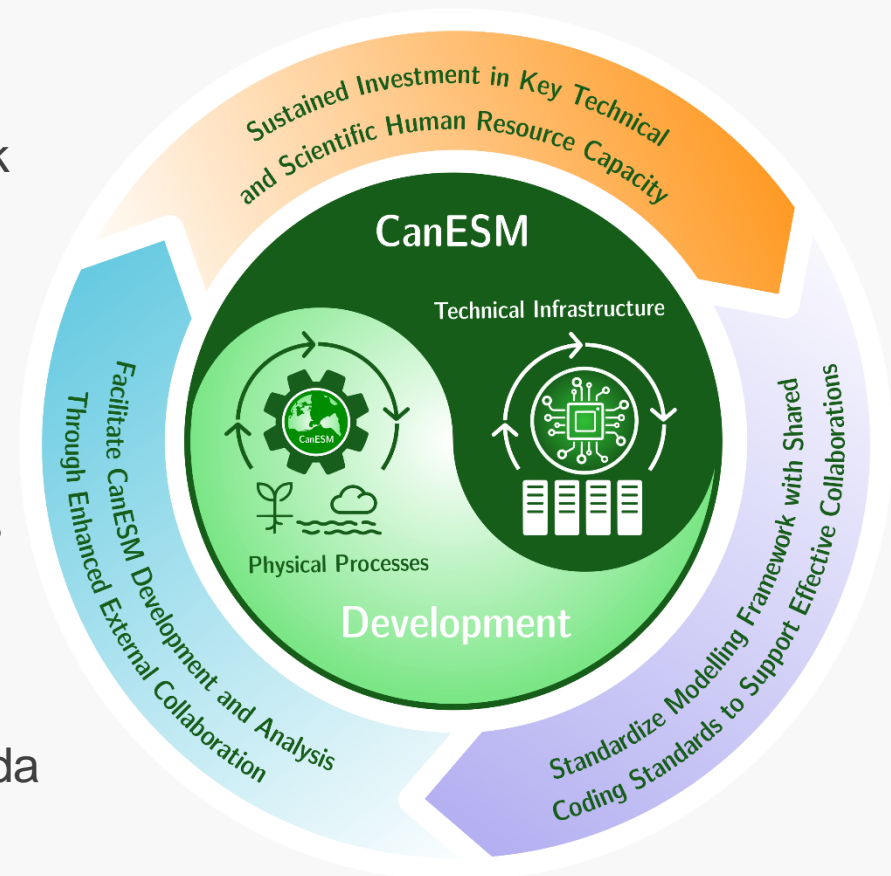 k
da
Sustained Investment in Key Technical
and Scientific Human Resource Capacity
CanESM
Technical Infrastructure
CanESM
Physical Processes
Development
Standardize Modelling Framework with Shared
Coding Standards to Support Effective Collaborations
Facilitate CanESM Development and Analysis
Through Enhanced External Collaboration